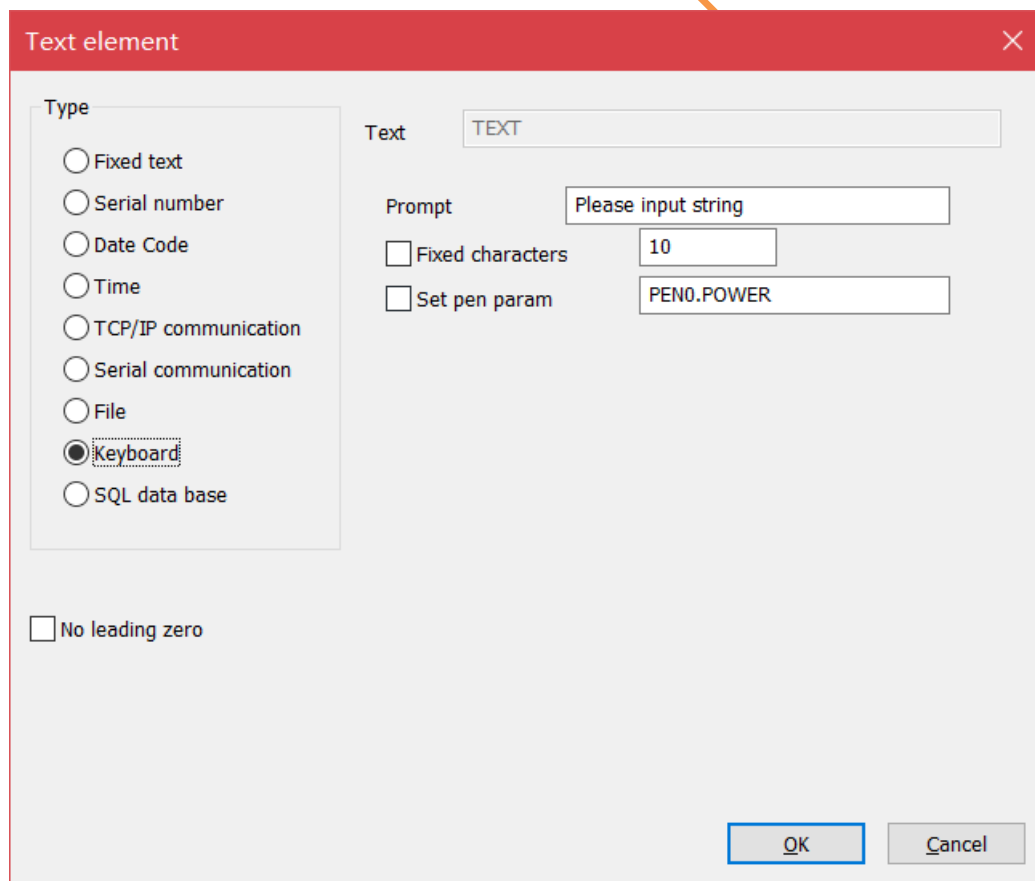 Text element
Type
Fixed text
Serial number
Date Code
Time
TCP/IP communication
Serial communication
File
Keyboard
SQL data base
No leading zero
Text TEXT
Prompt Please input string
Fixed characters 10
Set pen param PEN0.POWER
OK Cancel